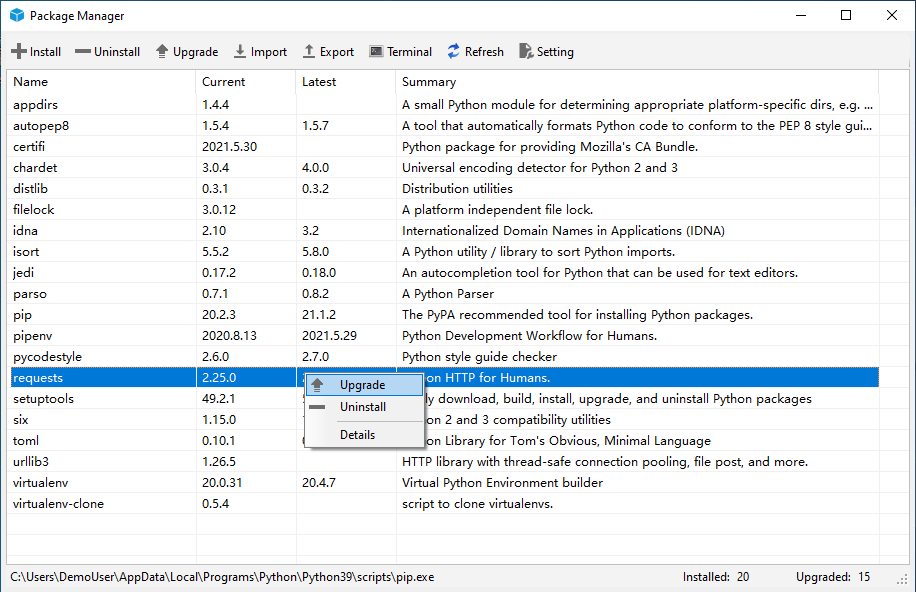 Package Manager
Install Uninstall Upgrade Import Export Terminal Refresh Setting
Name Current Latest Summary
appdirs 1.4.4 A small Python module for determining appropriate platform-specific dirs, e.g. ...
autopep8 1.5.4 1.5.7 A tool that automatically formats Python code to conform to the PEP 8 style gui...
certifi 2021.5.30 Python package for providing Mozilla's CA Bundle.
chardet 3.0.4 4.0.0 Universal encoding detector for Python 2 and 3
distlib 0.3.1 0.3.2 Distribution utilities
filelock 3.0.12 A platform independent file lock.
idna 2.10 3.2 Internationalized Domain Names in Applications (IDNA)
isort 5.5.2 5.8.0 A Python utility / library to sort Python imports.
jedi 0.17.2 0.18.0 An autocompletion tool for Python that can be used for text editors.
parso 0.7.1 0.8.2 A Python Parser
pip 20.2.3 21.1.2 The PyPA recommended tool for installing Python packages.
pipenv 2020.8.13 2021.5.29 Python Development Workflow for Humans.
pycodestyle 2.6.0 2.7.0 Python style guide checker
requests 2.25.0 HTTP for Humans.
setuptools 49.2.1 download, build, install, upgrade, and uninstall Python packages
six 1.15.0 2 and 3 compatibility utilities
toml 0.10.1 Library for Tom's Obvious, Minimal Language
urllib3 1.26.5 HTTP library with thread-safe connection pooling, file post, and more.
virtualenv 20.0.31 20.4.7 Virtual Python Environment builder
virtualenv-clone 0.5.4 script to clone virtualenvs.
Upgrade
Uninstall
Details
C:\Users\DemoUser\AppData\Local\Programs\Python\Python39\scripts\pip.exe Installed: 20 Upgraded: 15